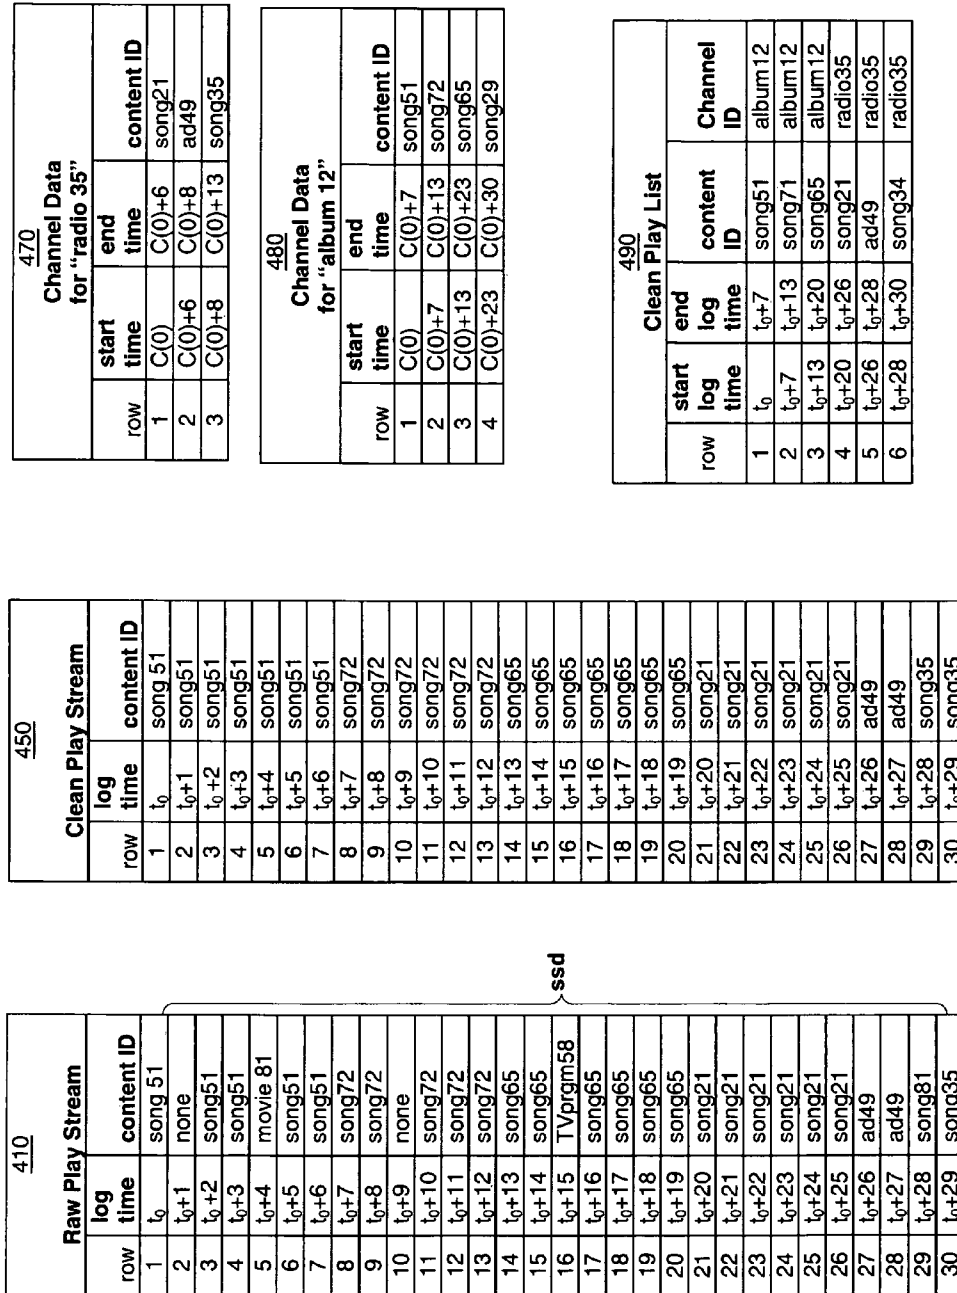 410
Raw Play Stream
row log time content ID
1 t0 song 51
2 t0+1 none
3 t0+2 song51
4 t0+3 song51
5 t0+4 movie 81
6 t0+5 song51
7 t0+6 song51
8 t0+7 song72
9 t0+8 song72
10 t0+9 none
11 t0+10 song72
12 t0+11 song72
13 t0+12 song72
14 t0+13 song65
15 t0+14 song65
16 t0+15 TVprgm58
17 t0+16 song65
18 t0+17 song65
19 t0+18 song65
20 t0+19 song65
21 t0+20 song21
22 t0+21 song21
23 t0+22 song21
24 t0+23 song21
25 t0+24 song21
26 t0+25 song21
27 t0+26 ad49
28 t0+27 ad49
29 t0+28 song81
30 t0+29 song35
ssd
450
Clean Play Stream
row log time content ID
1 t0 song 51
2 t0+1 song51
3 t0+2 song51
4 t0+3 song51
5 t0+4 song51
6 t0+5 song51
7 t0+6 song51
8 t0+7 song72
9 t0+8 song72
10 t0+9 song72
11 t0+10 song72
12 t0+11 song72
13 t0+12 song72
14 t0+13 song65
15 t0+14 song65
16 t0+15 song65
17 t0+16 song65
18 t0+17 song65
19 t0+18 song65
20 t0+19 song65
21 t0+20 song21
22 t0+21 song21
23 t0+22 song21
24 t0+23 song21
25 t0+24 song21
26 t0+25 song21
27 t0+26 ad49
28 t0+27 ad49
29 t0+28 song35
30 t0+29 song35
470
Channel Data
for "radio 35"
row start time end time content ID
1 C(0) C(0)+6 song21
2 C(0)+6 C(0)+8 ad49
3 C(0)+8 C(0)+13 song35
480
Channel Data
for "album 12"
row start time end time content ID
1 C(0) C(0)+7 song51
2 C(0)+7 C(0)+13 song72
3 C(0)+13 C(0)+23 song65
4 C(0)+23 C(0)+30 song29
490
Clean Play List
row start log time end log time content ID Channel ID
1 t0 t0+7 song51 album12
2 t0+7 t0+13 song71 album12
3 t0+13 t0+20 song65 album12
4 t0+20 t0+26 song21 radio35
5 t0+26 t0+28 ad49 radio35
6 t0+28 t0+30 song34 radio35